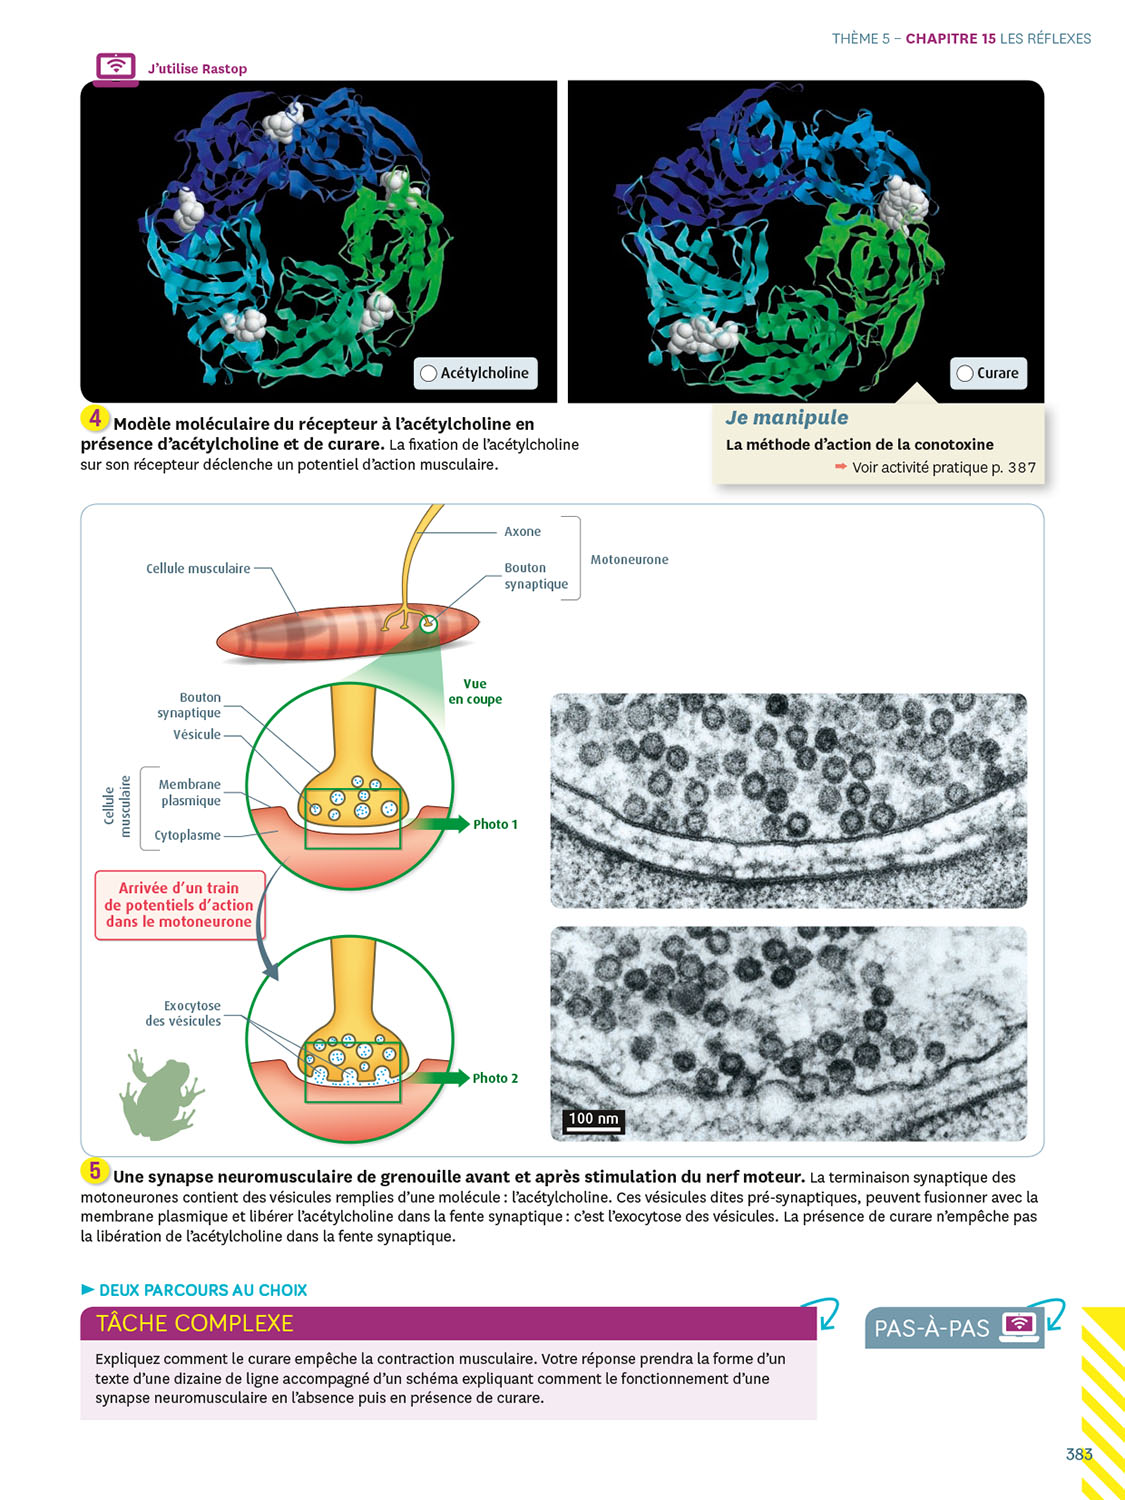 THÈME 5 – CHAPITRE 15 LES RÉFLEXES
J'utilise Rastop
Acétylcholine
Curare
4 Modèle moléculaire du récepteur à l'acétylcholine en
présence d'acétylcholine et de curare. La fixation de l'acétylcholine
sur son récepteur déclenche un potentiel d'action musculaire.
Je manipule
La méthode d'action de la conotoxine
➡ Voir activité pratique p. 387
Axone
Motoneurone
Cellule musculaire
Bouton
synaptique
Vue
en coupe
Bouton
synaptique
Vésicule
Cellule
musculaire
Membrane
plasmique
Cytoplasme
Photo 1
Arrivée d'un train
de potentiels d'action
dans le motoneurone
Exocytose
des vésicules
Photo 2
100 nm
5 Une synapse neuromusculaire de grenouille avant et après stimulation du nerf moteur. La terminaison synaptique des
motoneurones contient des vésicules remplies d'une molécule : l'acétylcholine. Ces vésicules dites pré-synaptiques, peuvent fusionner avec la
membrane plasmique et libérer l'acétylcholine dans la fente synaptique : c'est l'exocytose des vésicules. La présence de curare n'empêche pas
la libération de l'acétylcholine dans la fente synaptique.
► DEUX PARCOURS AU CHOIX
TÂCHE COMPLEXE
PAS-À-PAS
Expliquez comment le curare empêche la contraction musculaire. Votre réponse prendra la forme d'un
texte d'une dizaine de ligne accompagné d'un schéma expliquant comment le fonctionnement d'une
synapse neuromusculaire en l'absence puis en présence de curare.
383